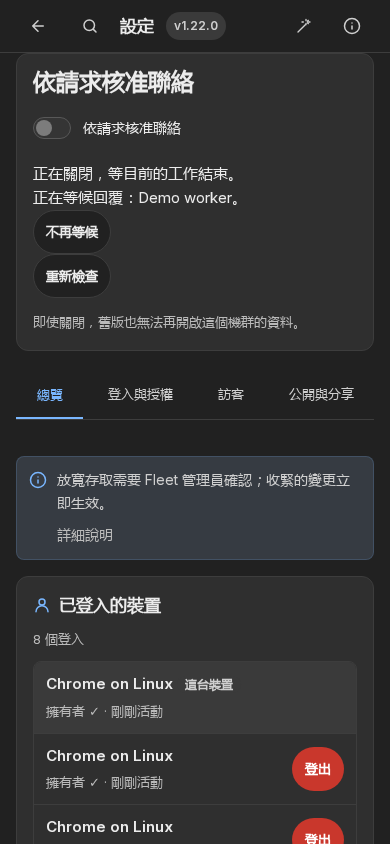 設定 v1.22.0
依請求核准聯絡
依請求核准聯絡
正在關閉，等目前的工作結束。
正在等候回覆：Demo worker。
不再等候
重新檢查
即使關閉，舊版也無法再開啟這個機群的資料。
總覽 登入與授權 訪客 公開與分享
放寬存取需要 Fleet 管理員確認；收緊的變更立
即生效。
詳細說明
已登入的裝置
8 個登入
Chrome on Linux 這台裝置
擁有者 ✓ · 剛剛活動
Chrome on Linux
擁有者 ✓ · 剛剛活動
登出
Chrome on Linux
登出